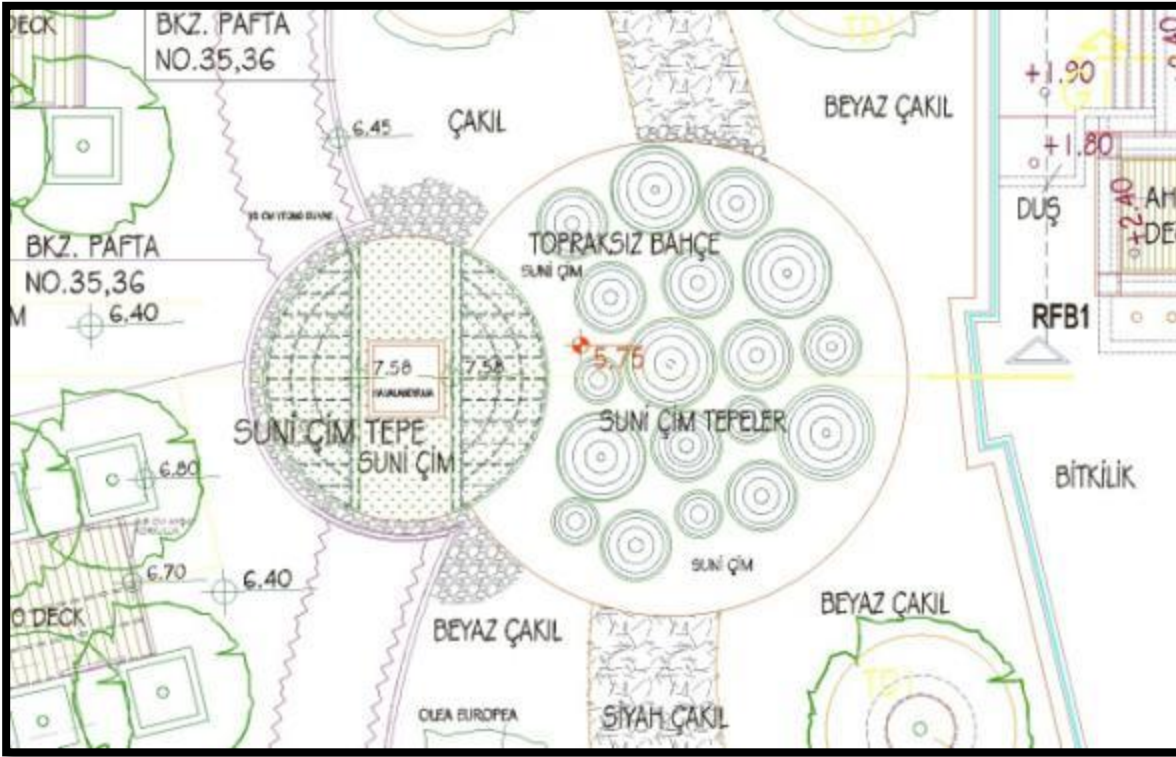 DECK
BKZ. PAFTA
NO.35,36
ÇAKIL
6.45
BEYAZ ÇAKIL
+1.90
+1.80
DUŞ
+2.40
BKZ. PAFTA
NO.35,36
6.40
TOPRAKSIZ BAHÇE
SUNİ ÇİM
RFB1
5.75
7.58
7.58
SUNİ ÇİM TEPE
SUNİ ÇİM
SUNİ ÇİM TEPELER
BİTKİLİK
6.80
6.70
6.40
SUNİ ÇİM
DECK
BEYAZ ÇAKIL
BEYAZ ÇAKIL
OLEA EUROPEA
SİYAH ÇAKIL